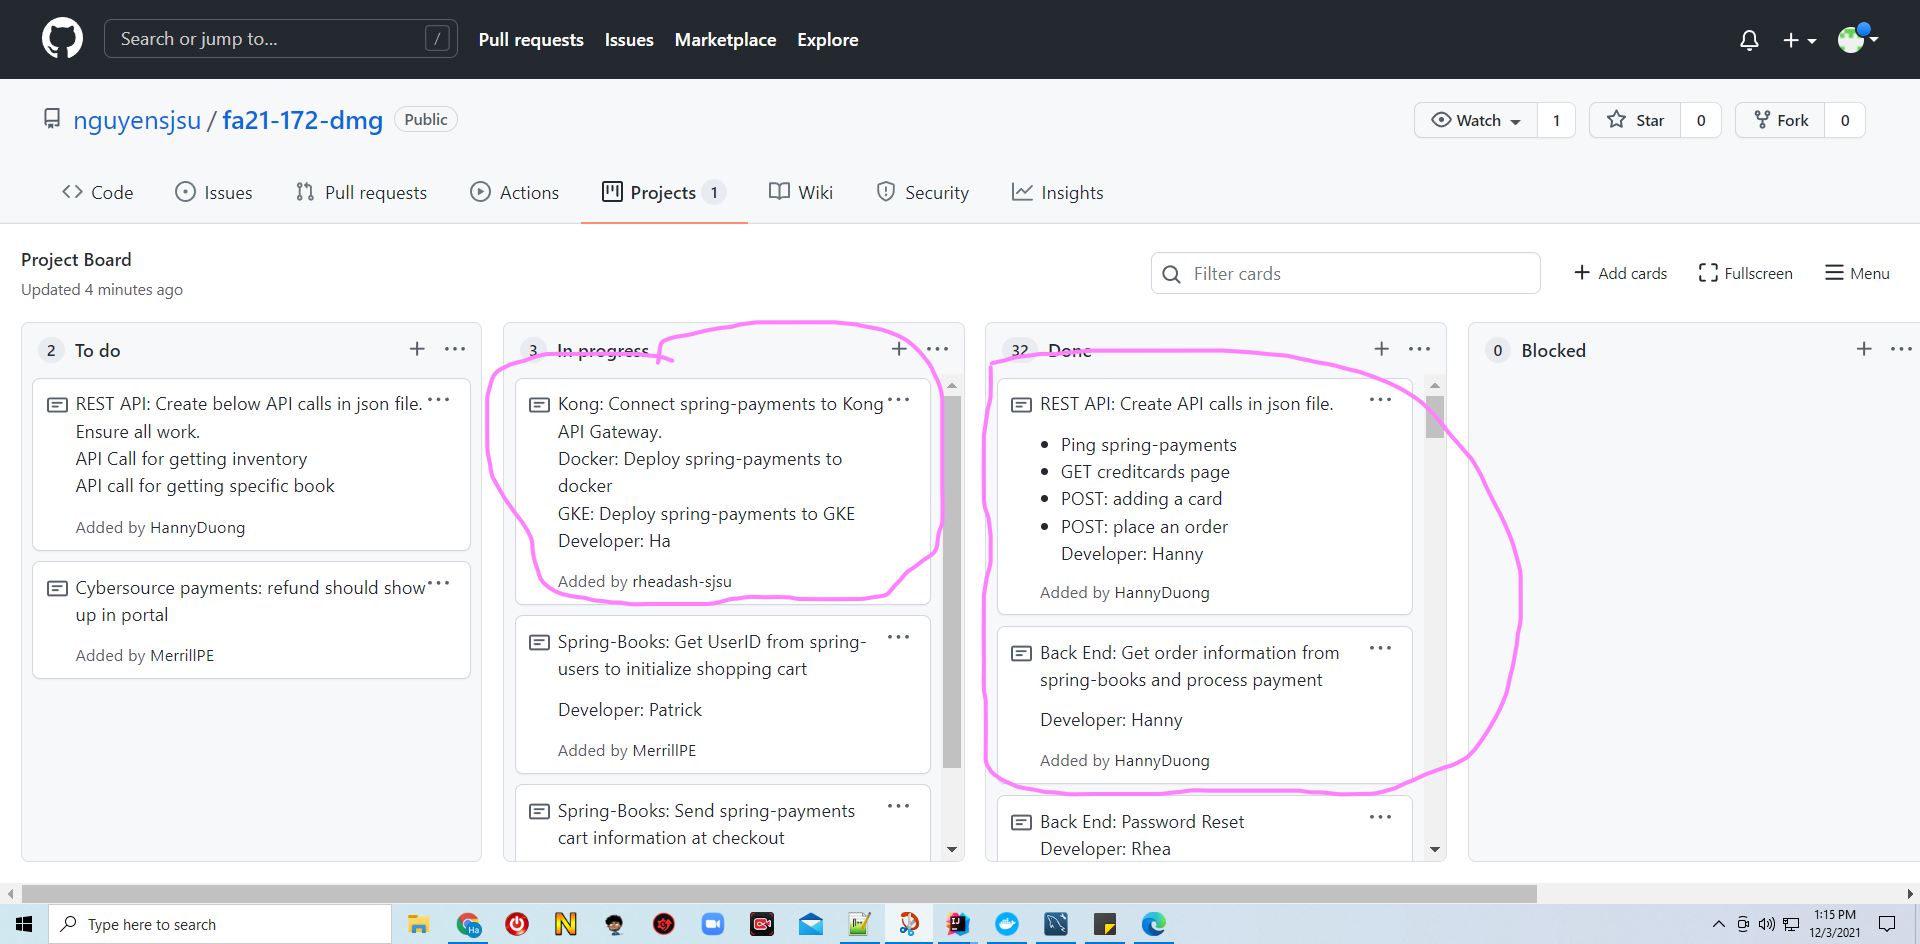 Search or jump to...
/
Pull requests
Issues
Marketplace
Explore
nguyensjsu / fa21-172-dmg
Public
Watch
1
Star
0
Fork
0
Code
Issues
Pull requests
Actions
Projects 1
Wiki
Security
Insights
Project Board
Updated 4 minutes ago
Filter cards
Add cards
Fullscreen
Menu
2 To do
REST API: Create below API calls in json file.
Ensure all work.
API Call for getting inventory
API call for getting specific book
Added by HannyDuong
Cybersource payments: refund should show
up in portal
Added by MerrillPE
3 In progress
Kong: Connect spring-payments to Kong
API Gateway.
Docker: Deploy spring-payments to
docker
GKE: Deploy spring-payments to GKE
Developer: Ha
Added by rheadash-sjsu
Spring-Books: Get UserID from spring-
users to initialize shopping cart
Developer: Patrick
Added by MerrillPE
Spring-Books: Send spring-payments
cart information at checkout
32 Done
REST API: Create API calls in json file.
• Ping spring-payments
• GET creditcards page
• POST: adding a card
• POST: place an order
Developer: Hanny
Added by HannyDuong
Back End: Get order information from
spring-books and process payment
Developer: Hanny
Added by HannyDuong
Back End: Password Reset
Developer: Rhea
0 Blocked
Type here to search
Ha
1:15 PM
12/3/2021